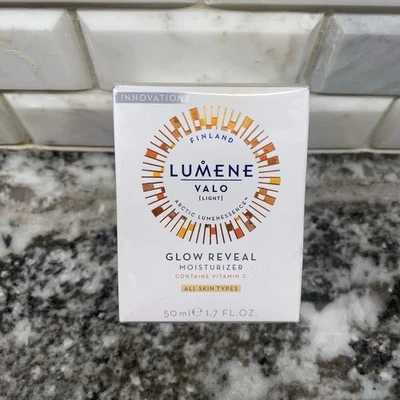 INNOVATION
FINLAND
LUMENE
VALO
[LIGHT]
ARCTIC LUMENESSENCE™
GLOW REVEAL
MOISTURIZER
CONTAINS VITAMIN C
ALL SKIN TYPES
50 ml ℮ 1.7 FL.OZ.